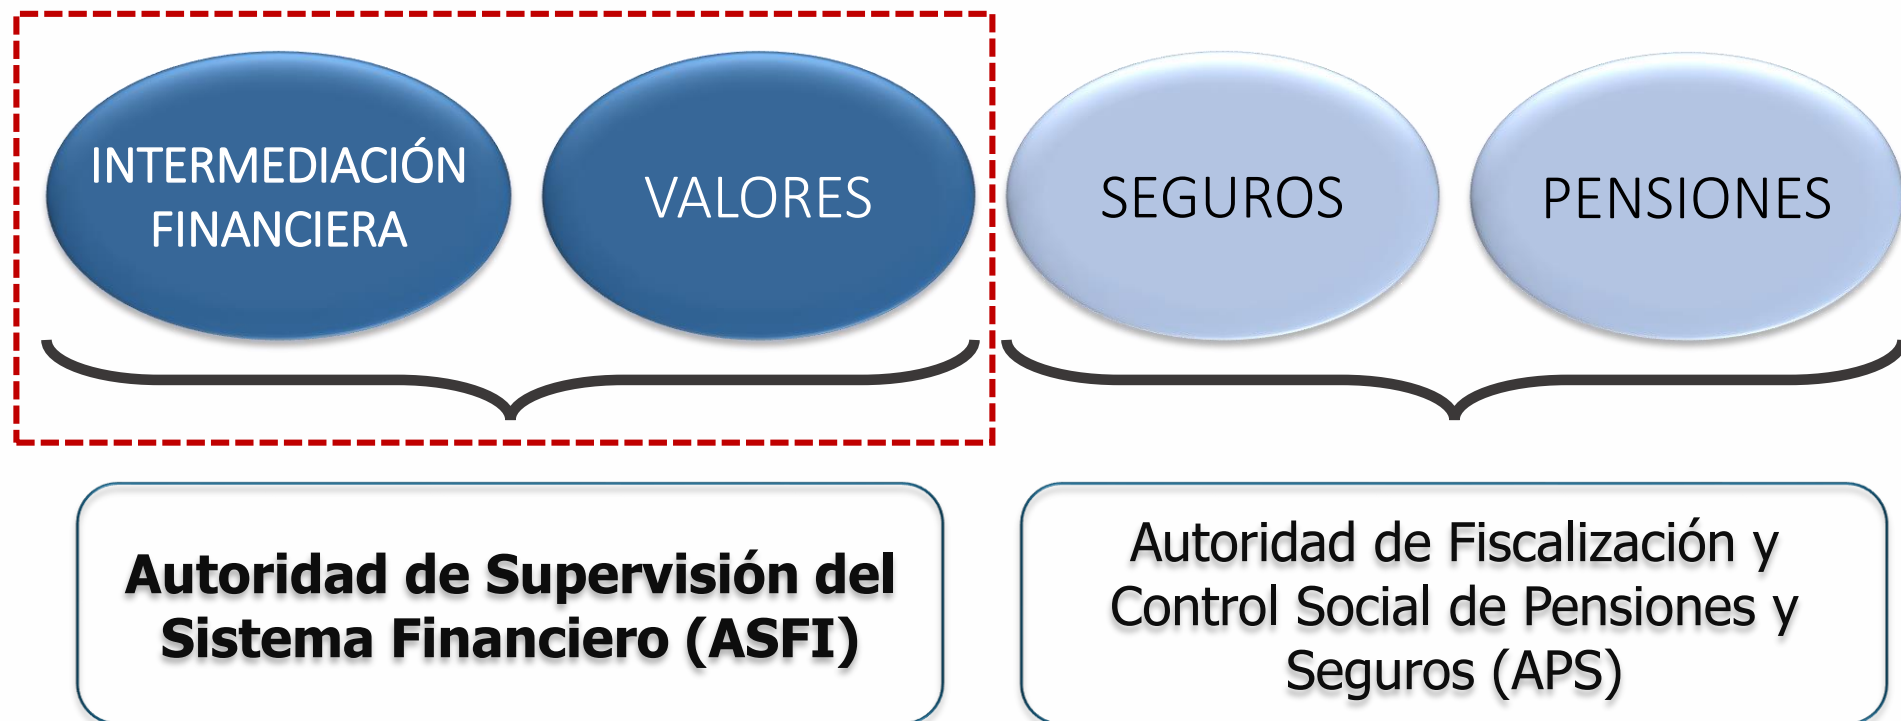 INTERMEDIACIÓN
FINANCIERA
VALORES
SEGUROS
PENSIONES
Autoridad de Supervisión del
Sistema Financiero (ASFI)
Autoridad de Fiscalización y
Control Social de Pensiones y
Seguros (APS)